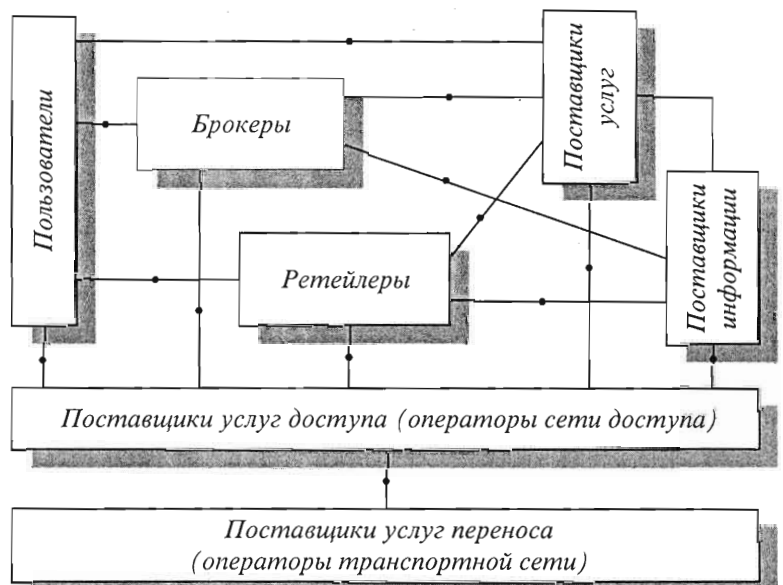 Пользователи
Брокеры
Поставщики
услуг
Ретейлеры
Поставщики
информации
Поставщики услуг доступа (операторы сети доступа)
Поставщики услуг переноса
(операторы транспортной сети)